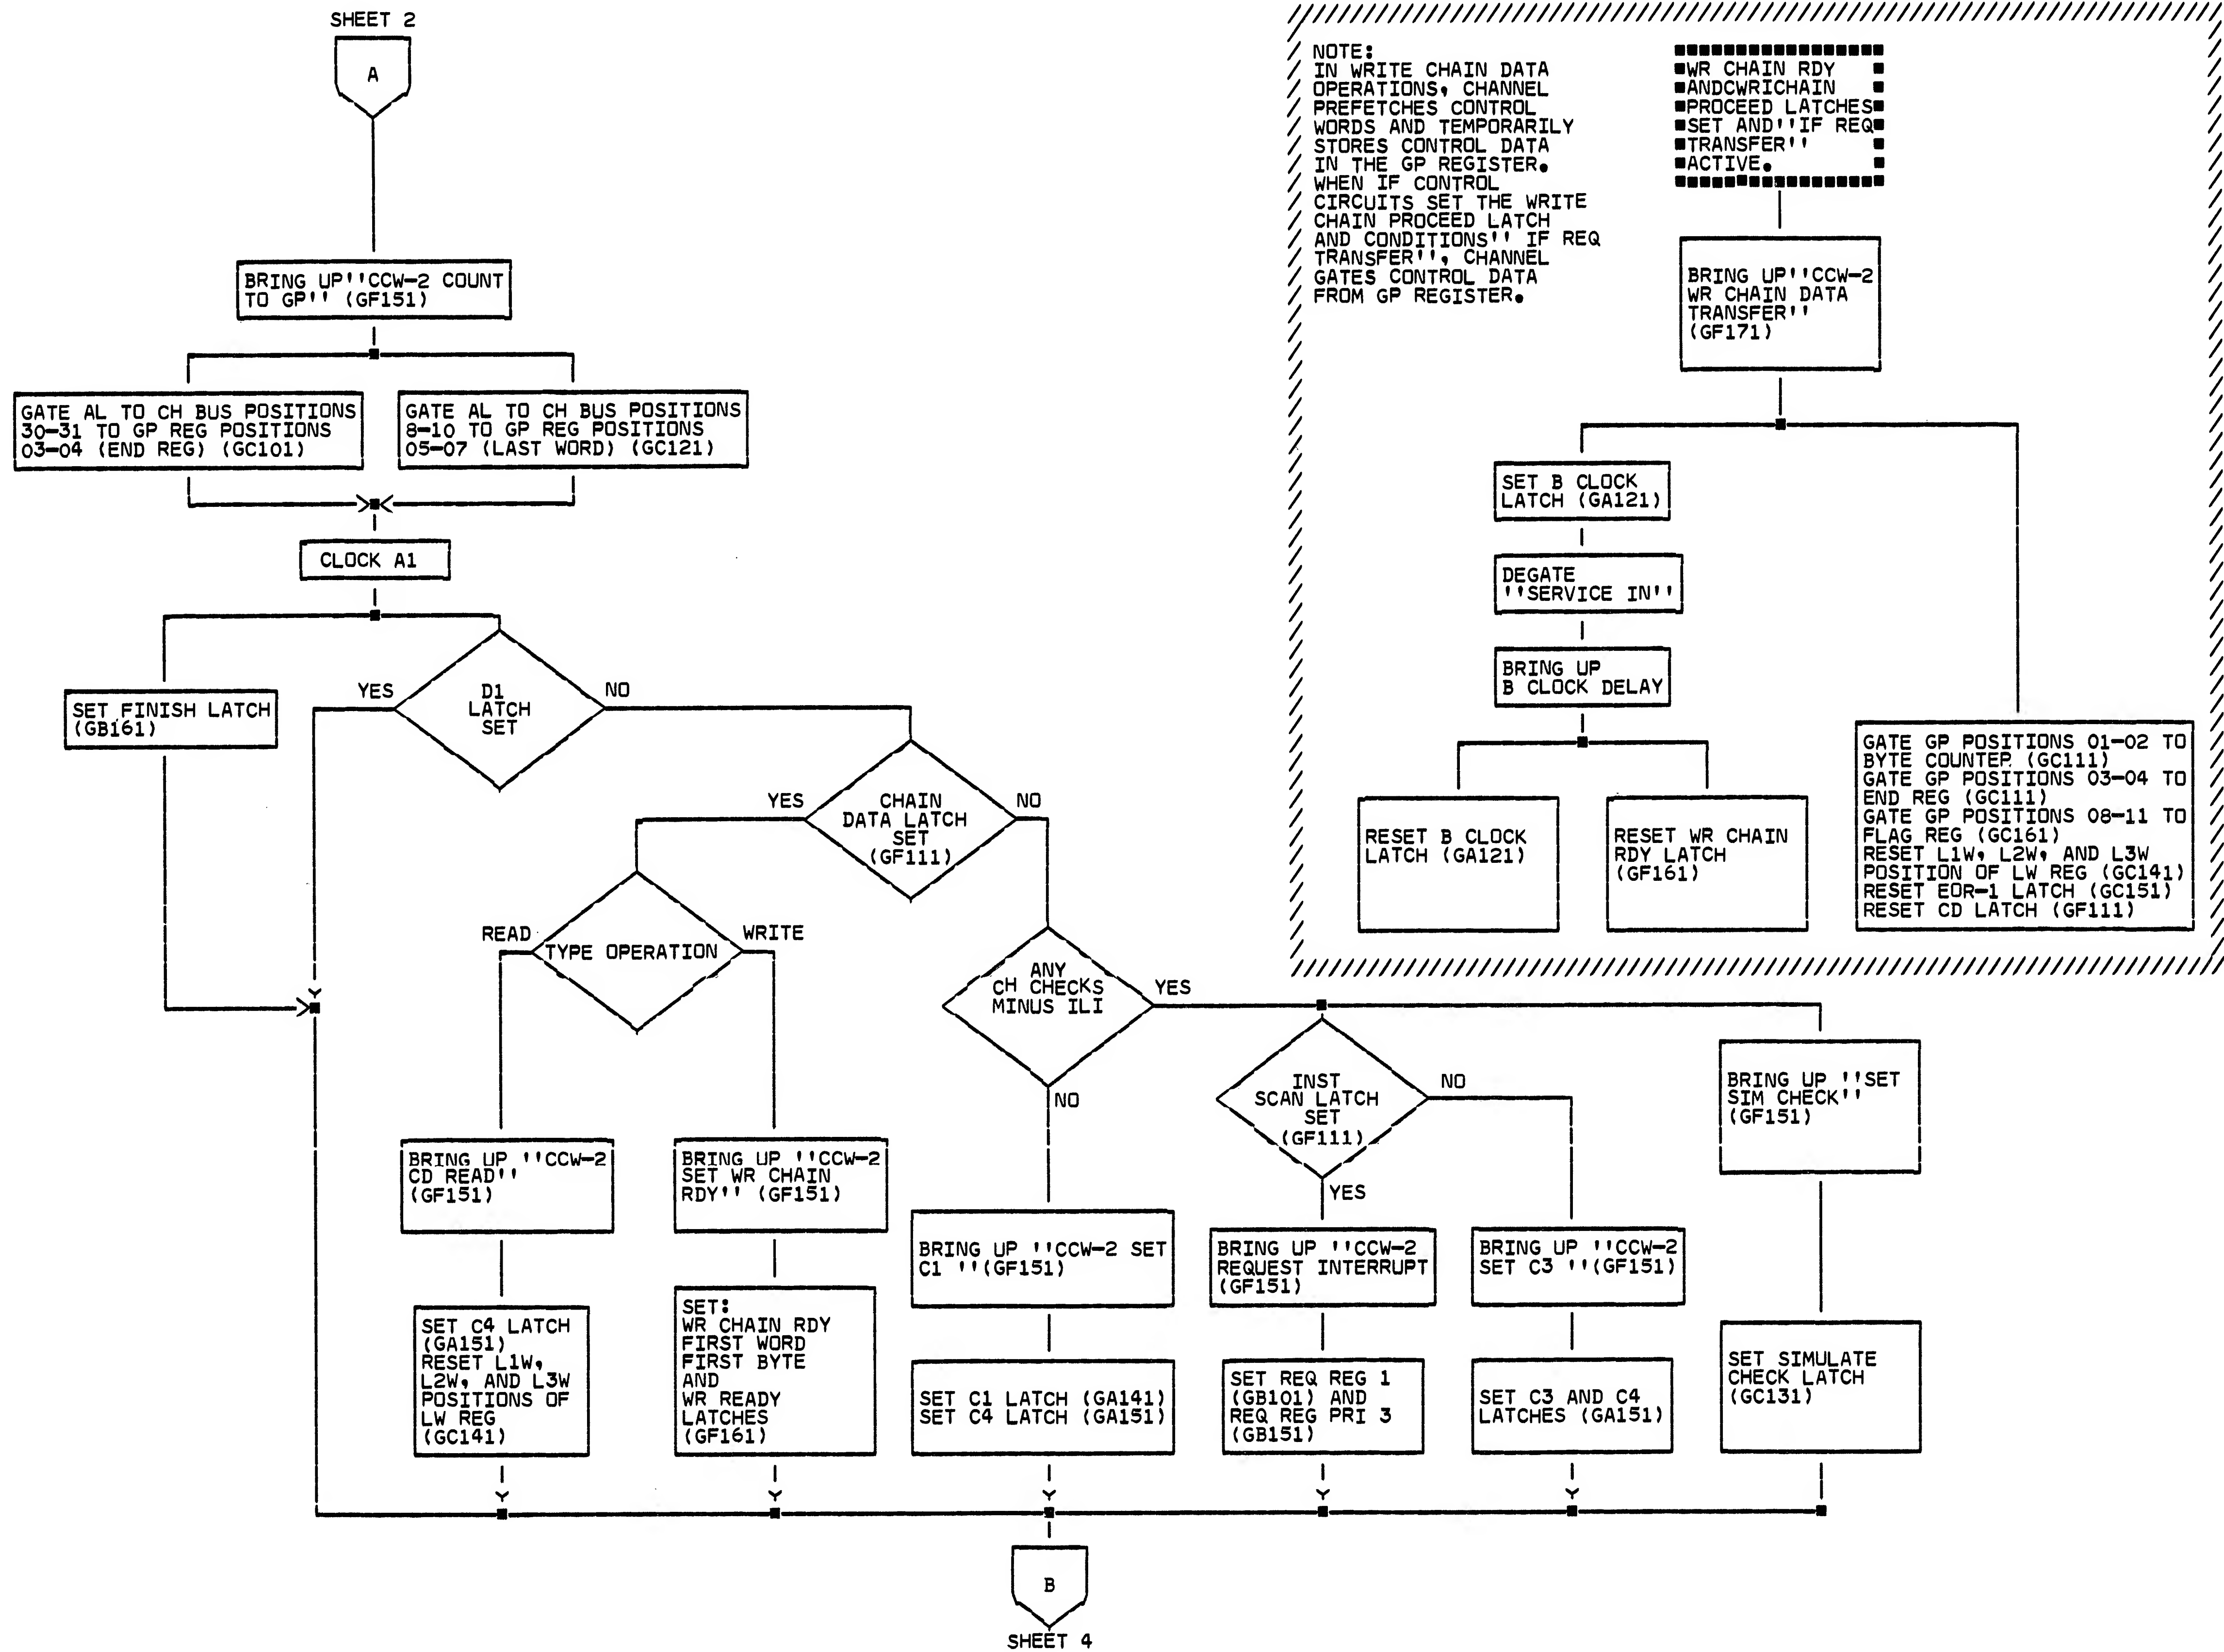 SHEET 2
A
BRING UP''CCW-2 COUNT
TO GP'' (GF151)
GATE AL TO CH BUS POSITIONS
30-31 TO GP REG POSITIONS
03-04 (END REG) (GC101)
GATE AL TO CH BUS POSITIONS
8-10 TO GP REG POSITIONS
05-07 (LAST WORD) (GC121)
CLOCK A1
SET FINISH LATCH
(GB161)
YES
D1
LATCH
SET
NO
YES
CHAIN
DATA LATCH
SET
(GF111)
NO
READ
TYPE OPERATION
WRITE
ANY
CH CHECKS
MINUS ILI
YES
NO
INST
SCAN LATCH
SET
(GF111)
NO
YES
BRING UP ''SET
SIM CHECK''
(GF151)
BRING UP ''CCW-2
CD READ''
(GF151)
BRING UP ''CCW-2
SET WR CHAIN
RDY'' (GF151)
BRING UP ''CCW-2 SET
C1 ''(GF151)
BRING UP ''CCW-2
REQUEST INTERRUPT
(GF151)
BRING UP ''CCW-2
SET C3 ''(GF151)
SET C4 LATCH
(GA151)
RESET L1W,
L2W, AND L3W
POSITIONS OF
LW REG
(GC141)
SET:
WR CHAIN RDY
FIRST WORD
FIRST BYTE
AND
WR READY
LATCHES
(GF161)
SET C1 LATCH (GA141)
SET C4 LATCH (GA151)
SET REQ REG 1
(GB101) AND
REQ REG PRI 3
(GB151)
SET C3 AND C4
LATCHES (GA151)
SET SIMULATE
CHECK LATCH
(GC131)
B
SHEET 4
NOTE:
IN WRITE CHAIN DATA
OPERATIONS, CHANNEL
PREFETCHES CONTROL
WORDS AND TEMPORARILY
STORES CONTROL DATA
IN THE GP REGISTER.
WHEN IF CONTROL
CIRCUITS SET THE WRITE
CHAIN PROCEED LATCH
AND CONDITIONS'' IF REQ
TRANSFER'', CHANNEL
GATES CONTROL DATA
FROM GP REGISTER.
WR CHAIN RDY
ANDCWRICHAIN
PROCEED LATCHES
SET AND''IF REQ
TRANSFER''
ACTIVE.
BRING UP''CCW-2
WR CHAIN DATA
TRANSFER''
(GF171)
SET B CLOCK
LATCH (GA121)
DEGATE
''SERVICE IN''
BRING UP
B CLOCK DELAY
RESET B CLOCK
LATCH (GA121)
RESET WR CHAIN
RDY LATCH
(GF161)
GATE GP POSITIONS 01-02 TO
BYTE COUNTER (GC111)
GATE GP POSITIONS 03-04 TO
END REG (GC111)
GATE GP POSITIONS 08-11 TO
FLAG REG (GC161)
RESET L1W, L2W, AND L3W
POSITION OF LW REG (GC141)
RESET EOR-1 LATCH (GC151)
RESET CD LATCH (GF111)